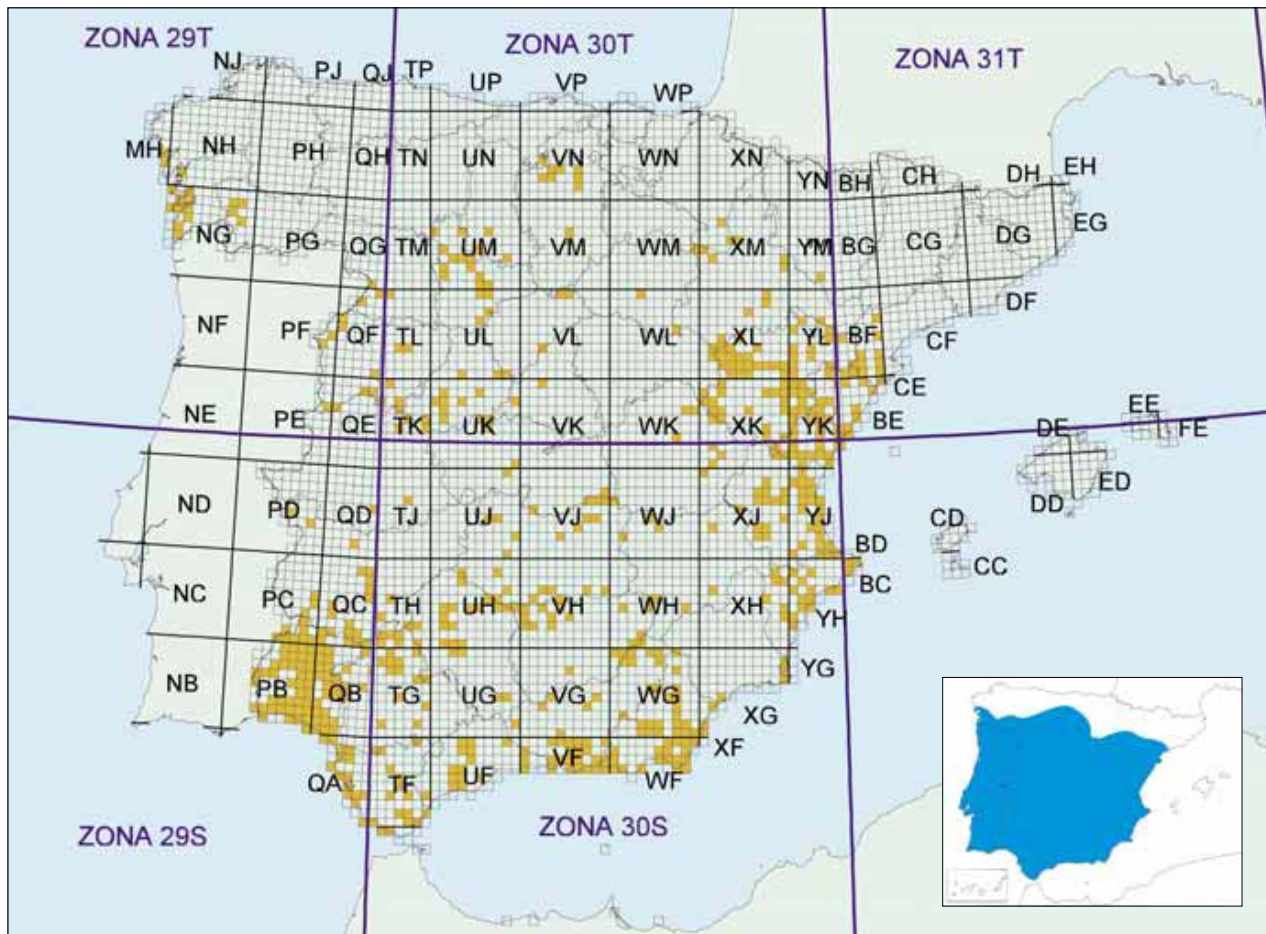 ZONA 29T
ZONA 30T
ZONA 31T
NJ
PJ
QJ
TP
UP
VP
WP
MH
NH
PH
QH
TN
UN
VN
WN
XN
YN
BH
CH
DH
EH
NG
PG
QG
TM
UM
VM
WM
XM
YM
BG
CG
DG
EG
NF
PF
QF
TL
UL
VL
WL
XL
YL
BF
CF
DF
NE
PE
QE
TK
UK
VK
WK
XK
YK
BE
CE
DE
EE
FE
ND
PD
QD
TJ
UJ
VJ
WJ
XJ
YJ
BD
CD
DD
ED
NC
PC
QC
TH
UH
VH
WH
XH
YH
BC
CC
NB
PB
QB
TG
UG
VG
WG
XG
YG
QA
TF
UF
VF
WF
XF
ZONA 29S
ZONA 30S